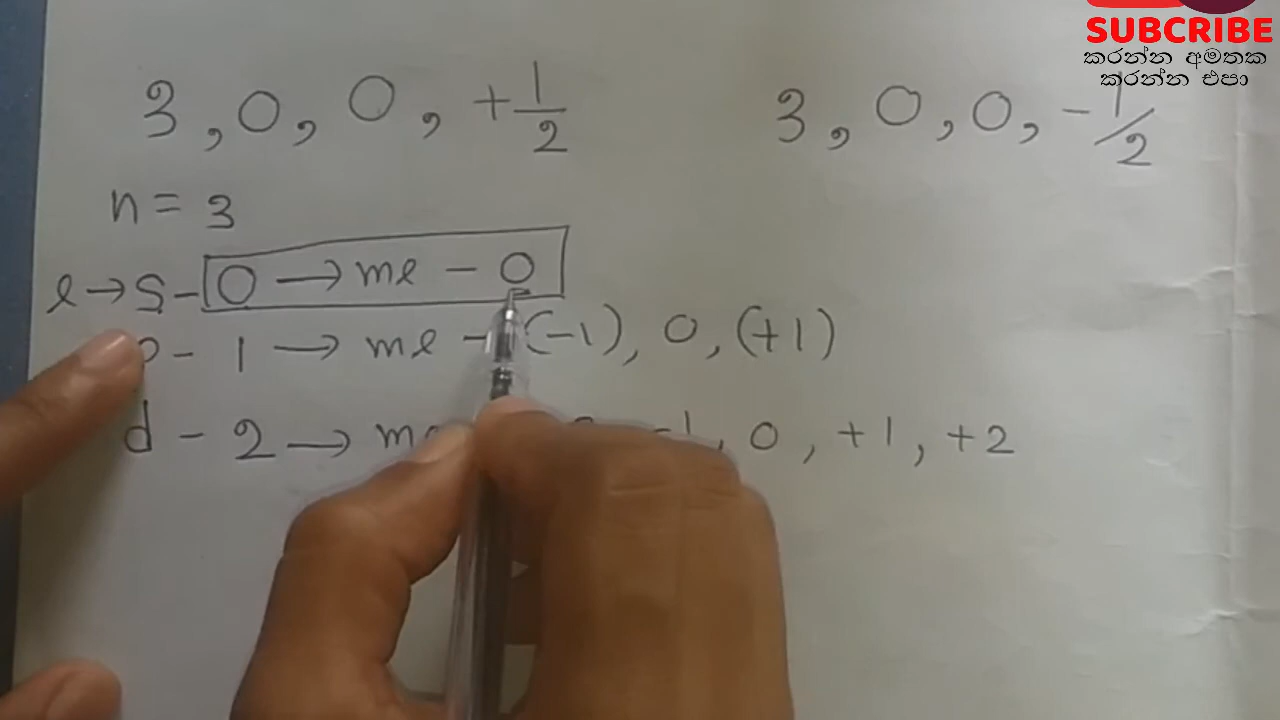 SUBCRIBE
කරන්න අමතක
කරන්න එපා
3, 0, 0, +1/2
3, 0, 0, -1/2
n = 3
l → S - 0 → ml - 0
- 1 → ml - (-1), 0, (+1)
d - 2 → -1, 0, +1, +2